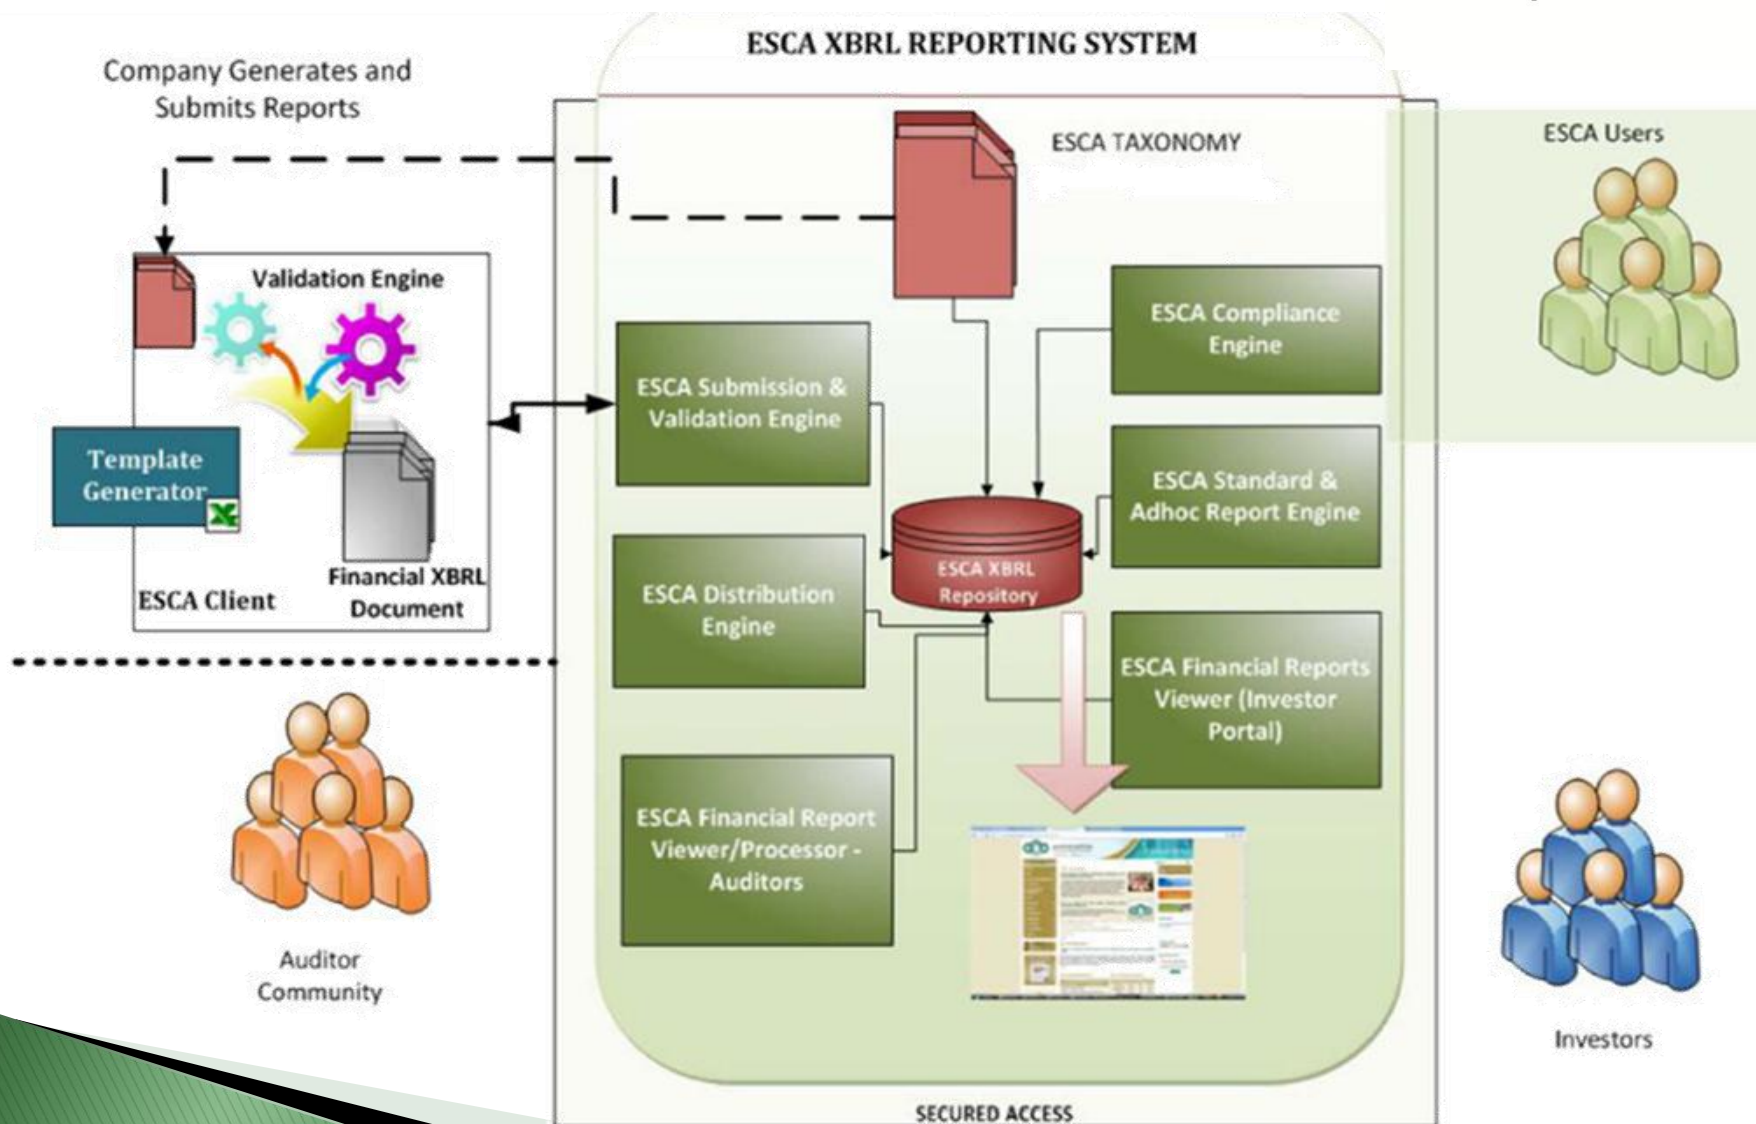 ESCA XBRL REPORTING SYSTEM
Company Generates and
Submits Reports
ESCA TAXONOMY
ESCA Users
Validation Engine
Template
Generator
Financial XBRL
Document
ESCA Client
ESCA Submission &
Validation Engine
ESCA Compliance
Engine
ESCA Standard &
Adhoc Report Engine
ESCA XBRL
Repository
ESCA Distribution
Engine
ESCA Financial Reports
Viewer (Investor
Portal)
ESCA Financial Report
Viewer/Processor -
Auditors
Auditor
Community
Investors
SECURED ACCESS